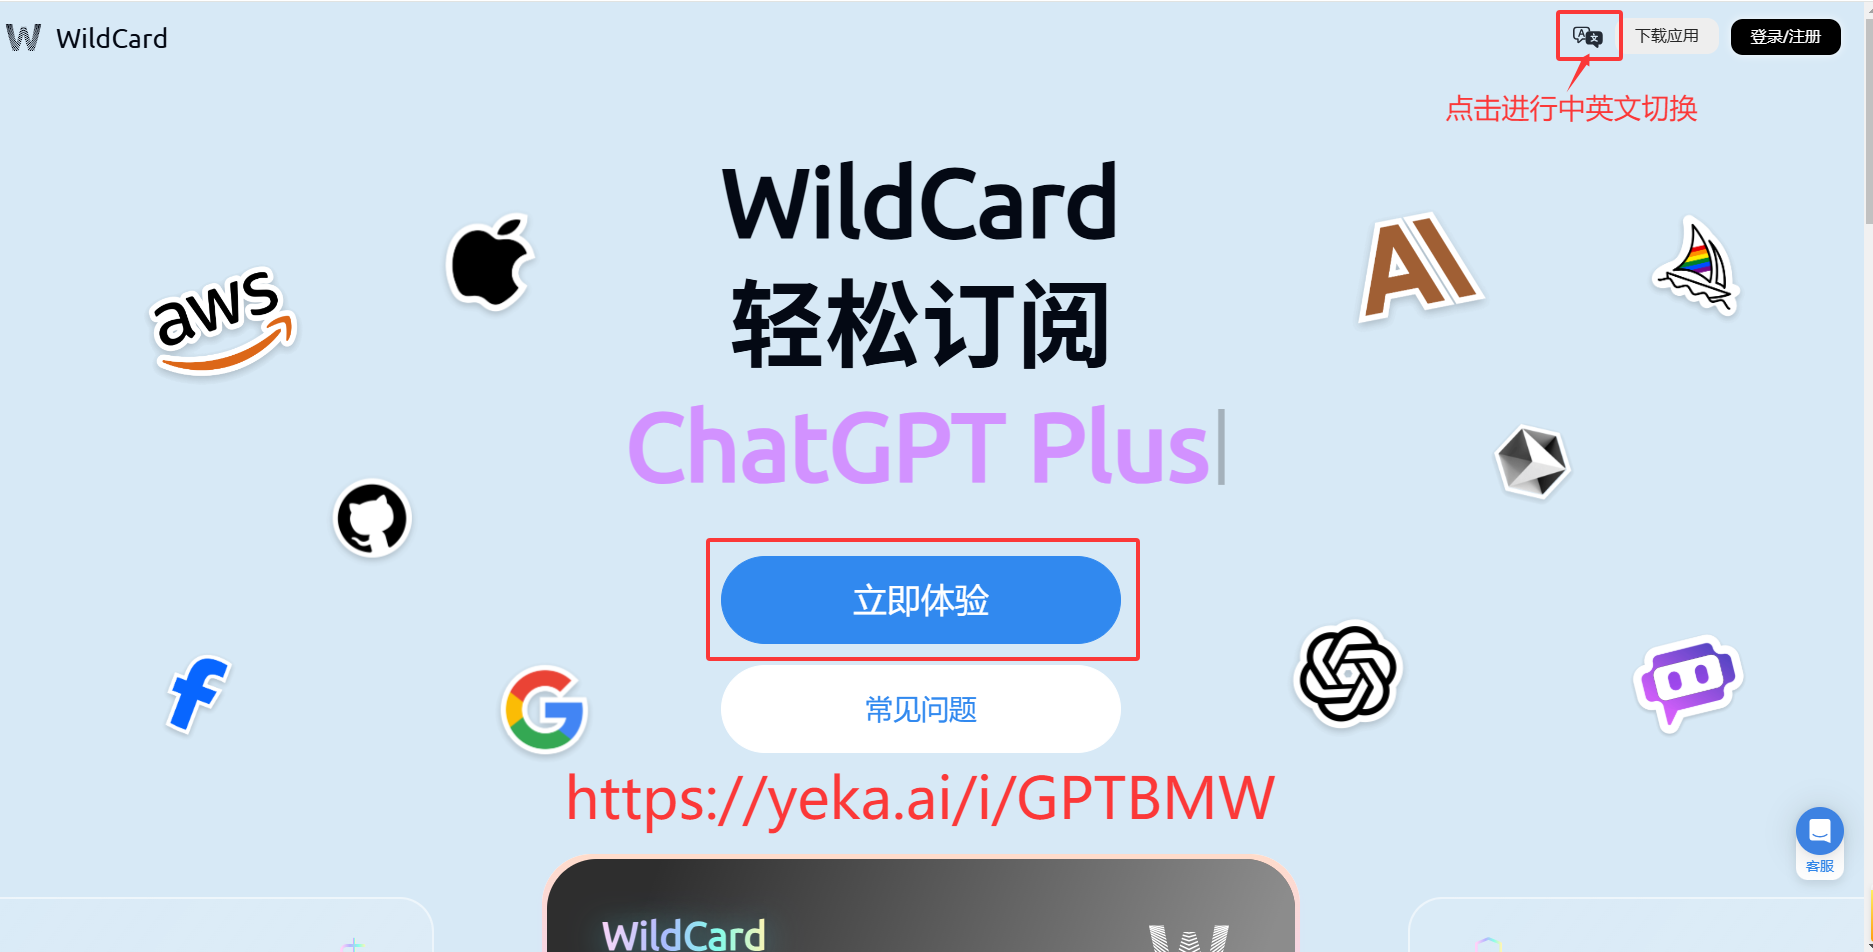 WildCard
下载应用
登录/注册
点击进行中英文切换
WildCard
轻松订阅
ChatGPT Plus
aws
AI
立即体验
常见问题
https://yeka.ai/i/GPTBMW
客服
WildCard